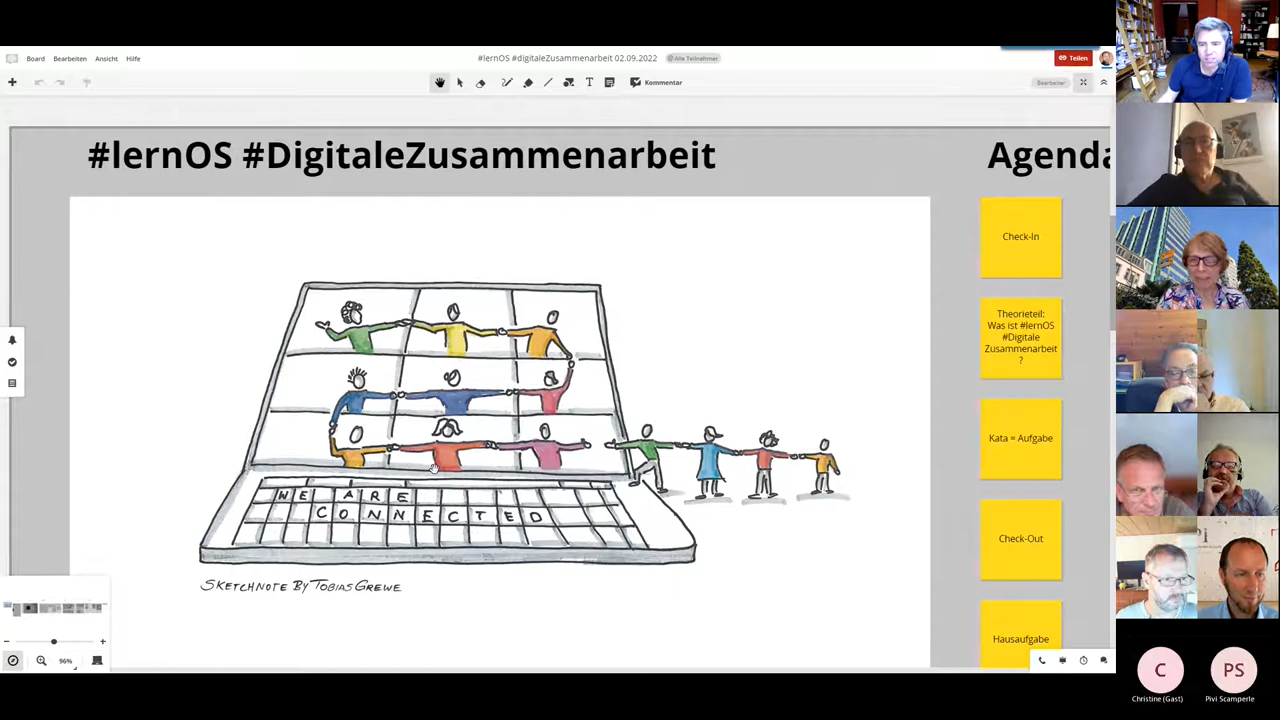 Board Bearbeiten Ansicht Hilfe
#lernOS #digitaleZusammenarbeit 02.09.2022
Alle Teilnehmer
Teilen
T
Kommentar
Bearbeiter
#lernOS #DigitaleZusammenarbeit
Agenda
Check-In
Theorieteil:
Was ist #lernOS
#Digitale
Zusammenarbeit
?
Kata = Aufgabe
Check-Out
Hausaufgabe
WE ARE
CONNECTED
SKETCHNOTE BY TOBIAS GREWE
96%
C
Christine (Gast)
PS
Pivi Scamperle